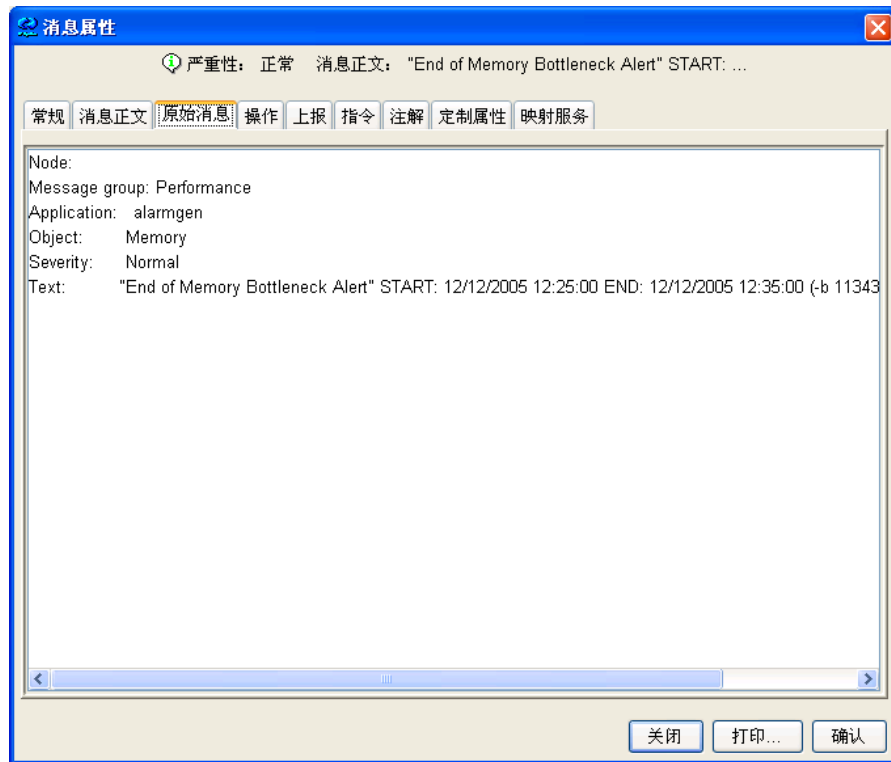 消息属性
严重性： 正常 消息正文： "End of Memory Bottleneck Alert" START: ...
常规 消息正文 原始消息 操作 上报 指令 注解 定制属性 映射服务
Node:
Message group: Performance
Application: alarmgen
Object: Memory
Severity: Normal
Text: "End of Memory Bottleneck Alert" START: 12/12/2005 12:25:00 END: 12/12/2005 12:35:00 (-b 11343
关闭 打印... 确认